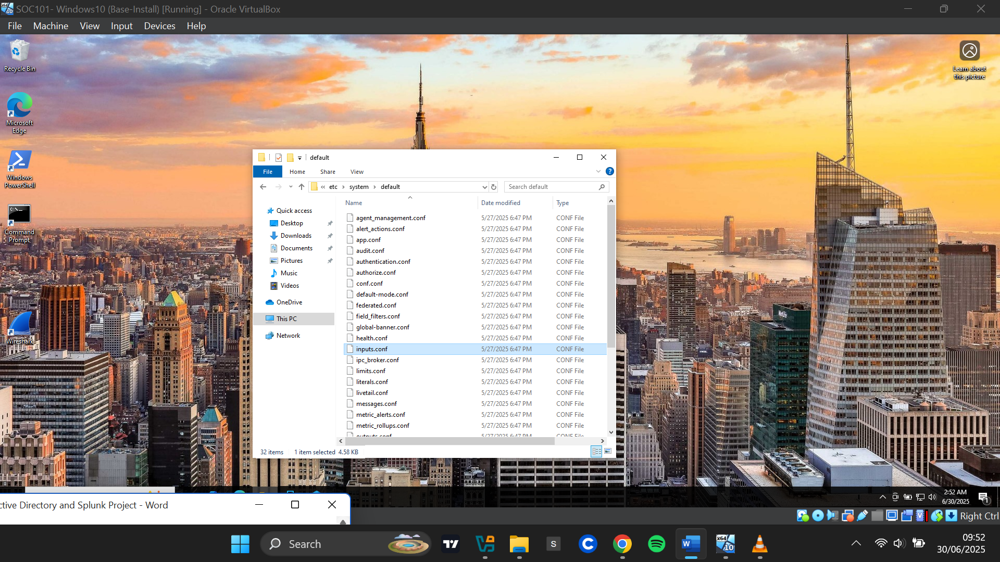 SOC101- Windows10 (Base-Install) [Running] - Oracle VirtualBox
File Machine View Input Devices Help
Recycle Bin
Learn about this picture
Microsoft Edge
Windows PowerShell
Command Prompt
Wireshark
default
File Home Share View
« etc > system > default
Search default
Quick access
Desktop
Downloads
Documents
Pictures
Music
Videos
OneDrive
This PC
Network
Name Date modified Type
agent_management.conf 5/27/2025 6:47 PM CONF File
alert_actions.conf 5/27/2025 6:47 PM CONF File
app.conf 5/27/2025 6:47 PM CONF File
audit.conf 5/27/2025 6:47 PM CONF File
authentication.conf 5/27/2025 6:47 PM CONF File
authorize.conf 5/27/2025 6:47 PM CONF File
conf.conf 5/27/2025 6:47 PM CONF File
default-mode.conf 5/27/2025 6:47 PM CONF File
federated.conf 5/27/2025 6:47 PM CONF File
field_filters.conf 5/27/2025 6:47 PM CONF File
global-banner.conf 5/27/2025 6:47 PM CONF File
health.conf 5/27/2025 6:47 PM CONF File
inputs.conf 5/27/2025 6:47 PM CONF File
ipc_broker.conf 5/27/2025 6:47 PM CONF File
limits.conf 5/27/2025 6:47 PM CONF File
literals.conf 5/27/2025 6:47 PM CONF File
livetail.conf 5/27/2025 6:47 PM CONF File
messages.conf 5/27/2025 6:47 PM CONF File
metric_alerts.conf 5/27/2025 6:47 PM CONF File
metric_rollups.conf 5/27/2025 6:47 PM CONF File
outputs.conf 5/27/2025 6:47 PM CONF File
32 items 1 item selected 4.58 KB
MetLife
2:52 AM
6/30/2025
1
ctive Directory and Splunk Project - Word
Right Ctrl
Search
S
x64
10
09:52
30/06/2025